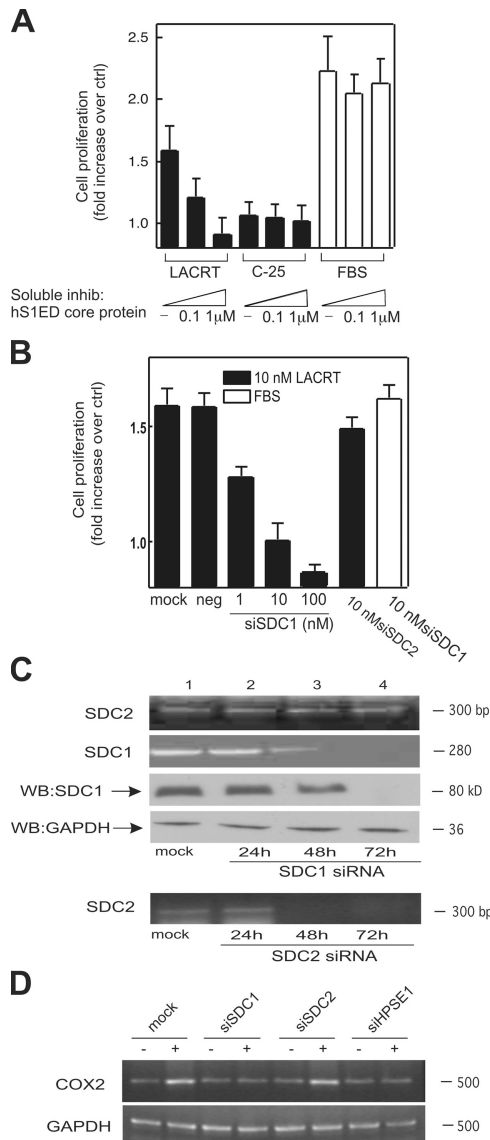 A
Cell proliferation
(fold increase over ctrl)
2.5
2.0
1.5
1.0
LACRT C-25 FBS
Soluble inhib:
hS1ED core protein
– 0.1 1µM – 0.1 1µM – 0.1 1µM
B
Cell proliferation
(fold increase over ctrl)
10 nM LACRT
FBS
1.5
1.0
mock neg 1 10 100
siSDC1 (nM)
10 nMsiSDC2
10 nMsiSDC1
C
1 2 3 4
SDC2 – 300 bp
SDC1 – 280
WB:SDC1 – 80 kD
WB:GAPDH – 36
mock 24h 48h 72h
SDC1 siRNA
SDC2 – 300 bp
mock 24h 48h 72h
SDC2 siRNA
D
mock siSDC1 siSDC2 siHPSE1
- + - + - + - +
COX2 – 500
GAPDH – 500